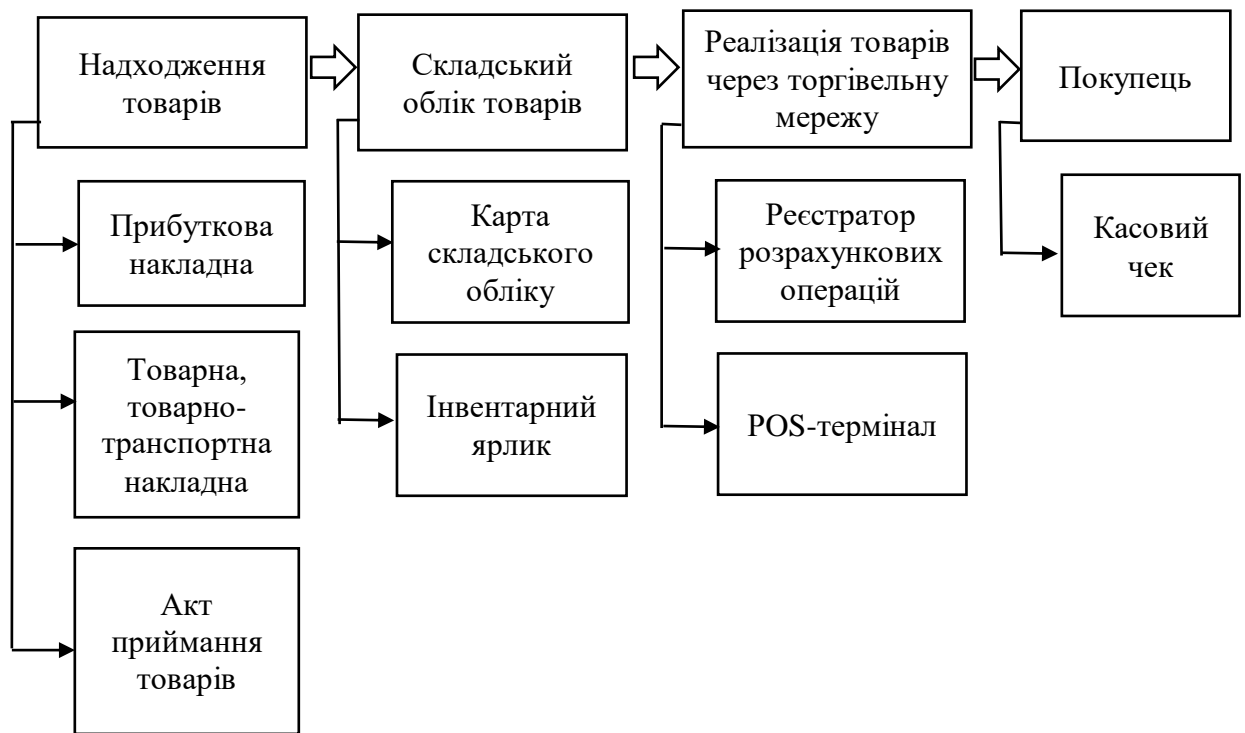 Надходження
товарів
Складський
облік товарів
Реалізація товарів
через торгівельну
мережу
Покупець
Прибуткова
накладна
Карта
складського
обліку
Реєстратор
розрахункових
операцій
Касовий
чек
Товарна,
товарно-
транспортна
накладна
Інвентарний
ярлик
POS-термінал
Акт
приймання
товарів